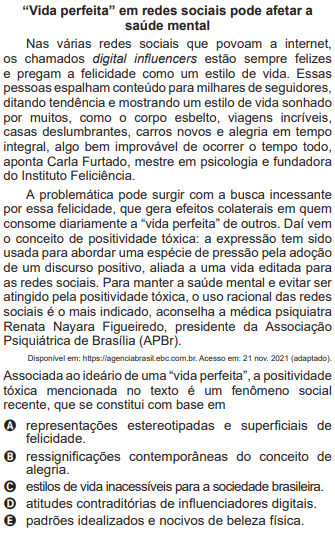 “Vida perfeita” em redes sociais pode afetar a
saúde mental
Nas várias redes sociais que povoam a internet,
os chamados digital influencers estão sempre felizes
e pregam a felicidade como um estilo de vida. Essas
pessoas espalham conteúdo para milhares de seguidores,
ditando tendência e mostrando um estilo de vida sonhado
por muitos, como o corpo esbelto, viagens incríveis,
casas deslumbrantes, carros novos e alegria em tempo
integral, algo bem improvável de ocorrer o tempo todo,
aponta Carla Furtado, mestre em psicologia e fundadora
do Instituto Feliciência.
A problemática pode surgir com a busca incessante
por essa felicidade, que gera efeitos colaterais em quem
consome diariamente a “vida perfeita” de outros. Daí vem
o conceito de positividade tóxica: a expressão tem sido
usada para abordar uma espécie de pressão pela adoção
de um discurso positivo, aliada a uma vida editada para
as redes sociais. Para manter a saúde mental e evitar ser
atingido pela positividade tóxica, o uso racional das redes
sociais é o mais indicado, aconselha a médica psiquiatra
Renata Nayara Figueiredo, presidente da Associação
Psiquiátrica de Brasília (APBr).
Disponível em: https://agenciabrasil.ebc.com.br. Acesso em: 21 nov. 2021 (adaptado).
Associada ao ideário de uma “vida perfeita”, a positividade
tóxica mencionada no texto é um fenômeno social
recente, que se constitui com base em
A representações estereotipadas e superficiais de
felicidade.
B ressignificações contemporâneas do conceito de
alegria.
C estilos de vida inacessíveis para a sociedade brasileira.
D atitudes contraditórias de influenciadores digitais.
E padrões idealizados e nocivos de beleza física.